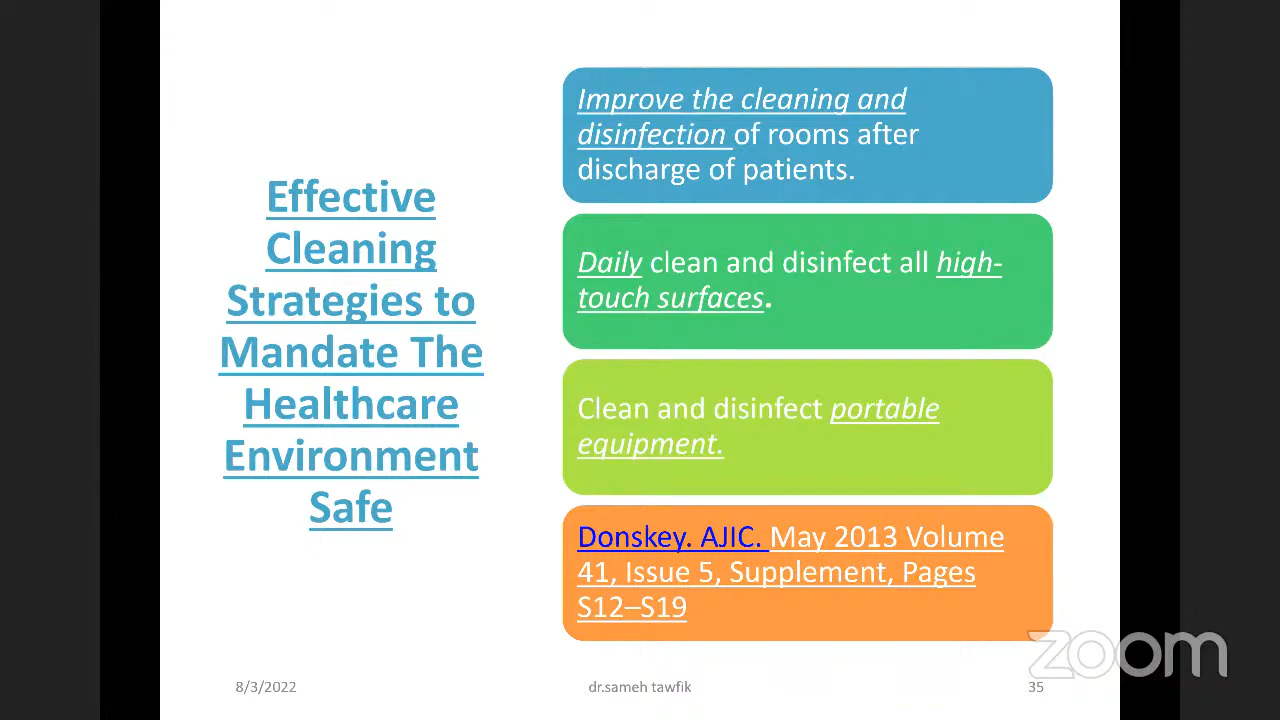 Effective
Cleaning
Strategies to
Mandate The
Healthcare
Environment
Safe
Improve the cleaning and
disinfection of rooms after
discharge of patients.
Daily clean and disinfect all high-
touch surfaces.
Clean and disinfect portable
equipment.
Donskey. AJIC. May 2013 Volume
41, Issue 5, Supplement, Pages
S12–S19
zoom
8/3/2022
dr.sameh tawfik
35